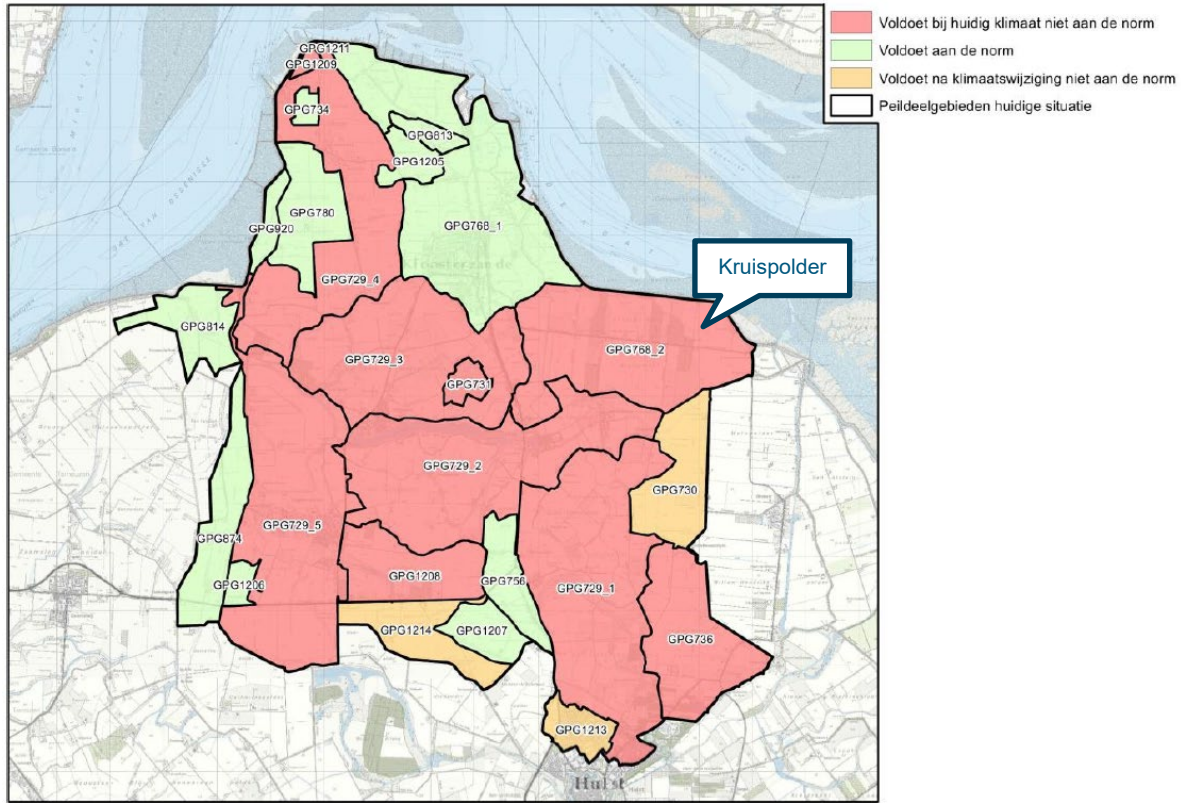 Voldoet bij huidig klimaat niet aan de norm
Voldoet aan de norm
Voldoet na klimaatswijziging niet aan de norm
Peildeelgebieden huidige situatie
GPG1211
GPG1209
GPG734
GPG813
GPG1205
GPG780
GPG920
GPG768_1
Kruispolder
GPG729_4
GPG814
GPG768_2
GPG729_3
GPG731
GPG729_2
GPG730
GPG729_5
GPG874
GPG1208
GPG756
GPG1206
GPG729_1
GPG1214
GPG1207
GPG736
GPG1213
Hulst